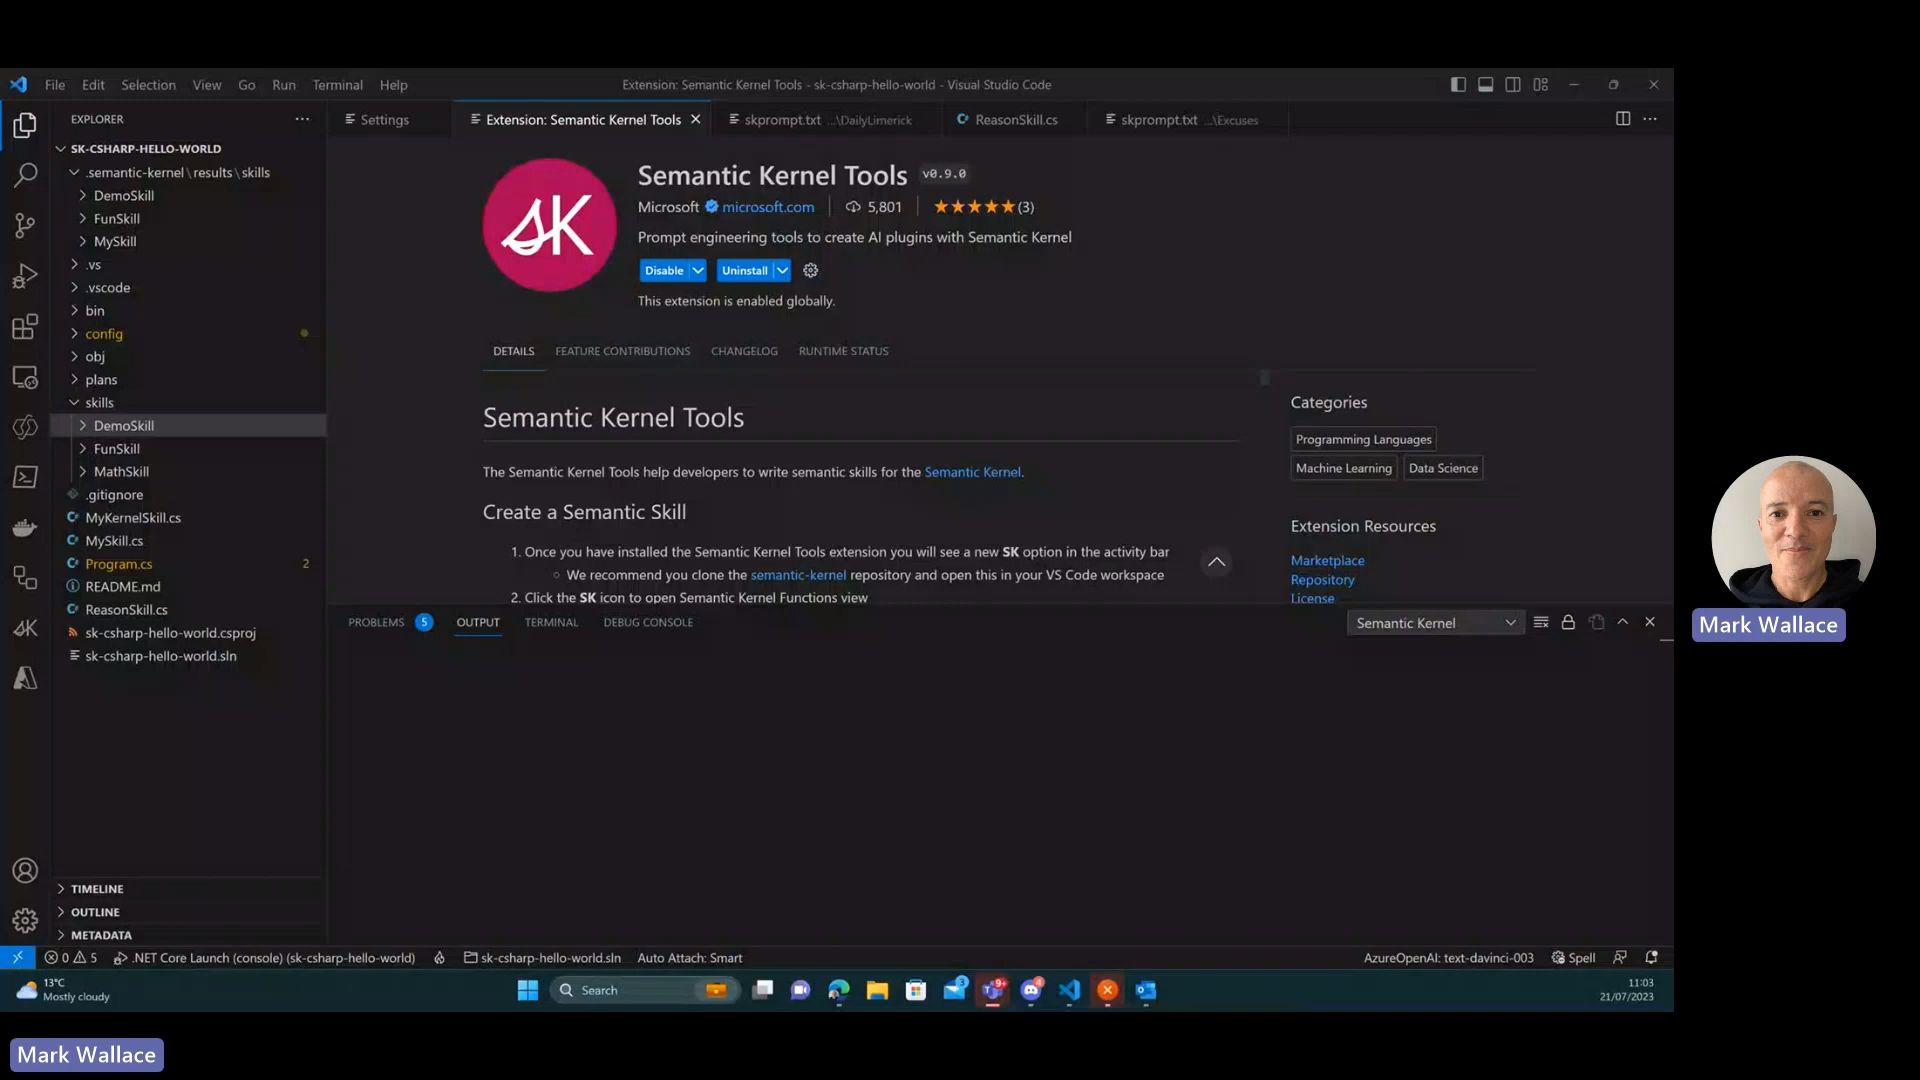 File Edit Selection View Go Run Terminal Help
Extension: Semantic Kernel Tools - sk-csharp-hello-world - Visual Studio Code
EXPLORER
Settings
Extension: Semantic Kernel Tools
skprompt.txt ...\DailyLimerick
ReasonSkill.cs
skprompt.txt ...\Excuses
SK-CSHARP-HELLO-WORLD
.semantic-kernel\results\skills
DemoSkill
FunSkill
MySkill
.vs
.vscode
bin
config
obj
plans
skills
DemoSkill
FunSkill
MathSkill
.gitignore
MyKernelSkill.cs
MySkill.cs
Program.cs 2
README.md
ReasonSkill.cs
sk-csharp-hello-world.csproj
sk-csharp-hello-world.sln
TIMELINE
OUTLINE
METADATA
sK
Semantic Kernel Tools v0.9.0
Microsoft microsoft.com 5,801 (3)
Prompt engineering tools to create AI plugins with Semantic Kernel
Disable Uninstall
This extension is enabled globally.
DETAILS FEATURE CONTRIBUTIONS CHANGELOG RUNTIME STATUS
Semantic Kernel Tools
The Semantic Kernel Tools help developers to write semantic skills for the Semantic Kernel.
Create a Semantic Skill
1. Once you have installed the Semantic Kernel Tools extension you will see a new SK option in the activity bar
We recommend you clone the semantic-kernel repository and open this in your VS Code workspace
2. Click the SK icon to open Semantic Kernel Functions view
Categories
Programming Languages
Machine Learning Data Science
Extension Resources
Marketplace
Repository
License
PROBLEMS 5 OUTPUT TERMINAL DEBUG CONSOLE
Semantic Kernel
0 5 .NET Core Launch (console) (sk-csharp-hello-world) sk-csharp-hello-world.sln Auto Attach: Smart
AzureOpenAI: text-davinci-003 Spell
13°C
Mostly cloudy
Search
11:03
21/07/2023
Mark Wallace
Mark Wallace